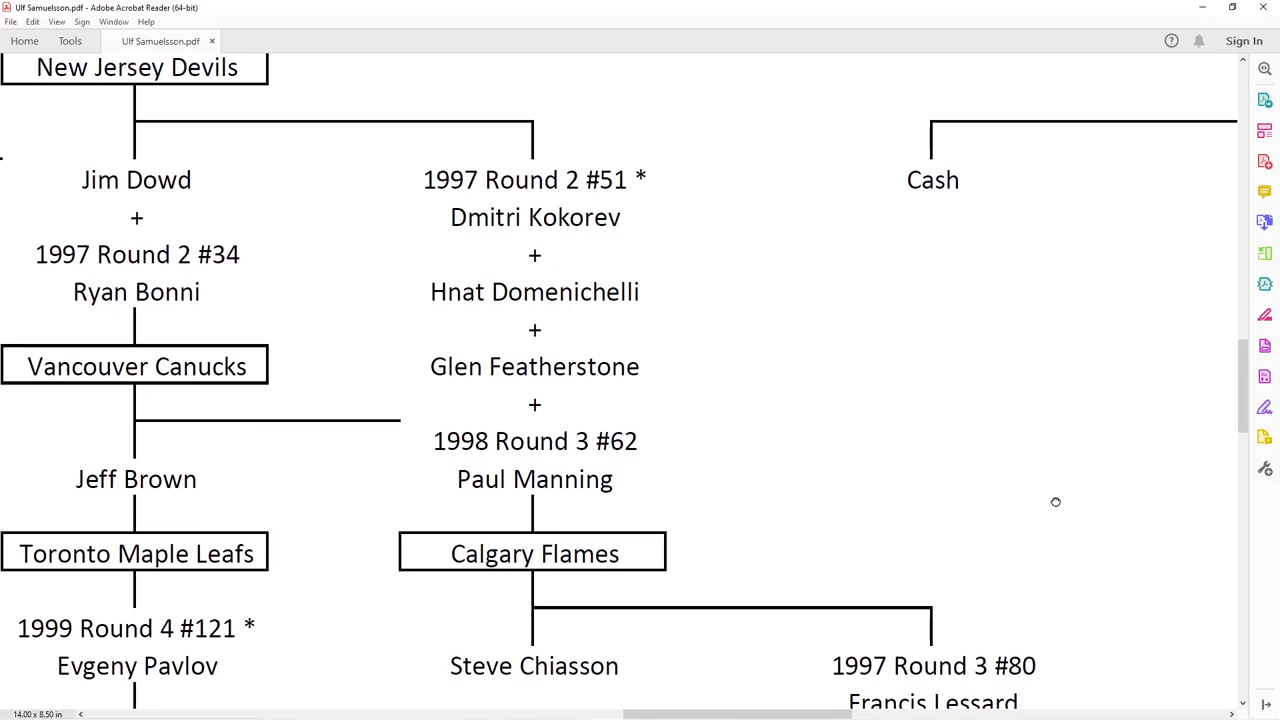 Ulf Samuelsson.pdf - Adobe Acrobat Reader (64-bit)
File Edit View Sign Window Help
Home Tools Ulf Samuelsson.pdf × Sign In
New Jersey Devils
Jim Dowd
+
1997 Round 2 #34
Ryan Bonni
Vancouver Canucks
Jeff Brown
Toronto Maple Leafs
1999 Round 4 #121 *
Evgeny Pavlov
1997 Round 2 #51 *
Dmitri Kokorev
+
Hnat Domenichelli
+
Glen Featherstone
+
1998 Round 3 #62
Paul Manning
Calgary Flames
Steve Chiasson
Cash
1997 Round 3 #80
Francis Lessard
14.00 x 8.50 in